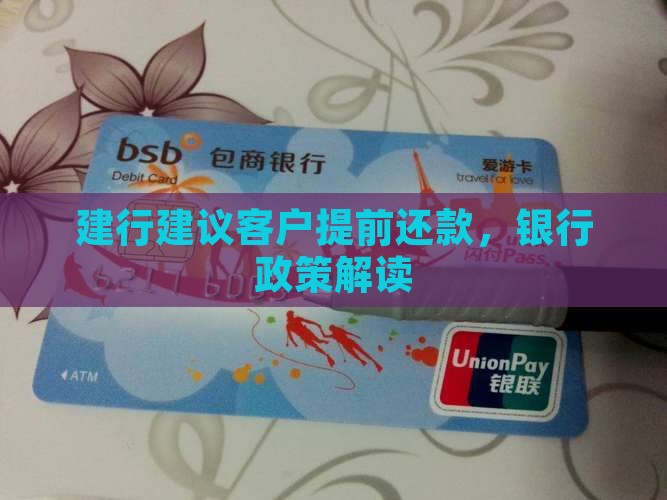 bsb 包商银行
Debit Card
爱游卡
travel for love
建行建议客户提前还款，银行
政策解读
闪付Pass
6217
ATM
UnionPay
银联